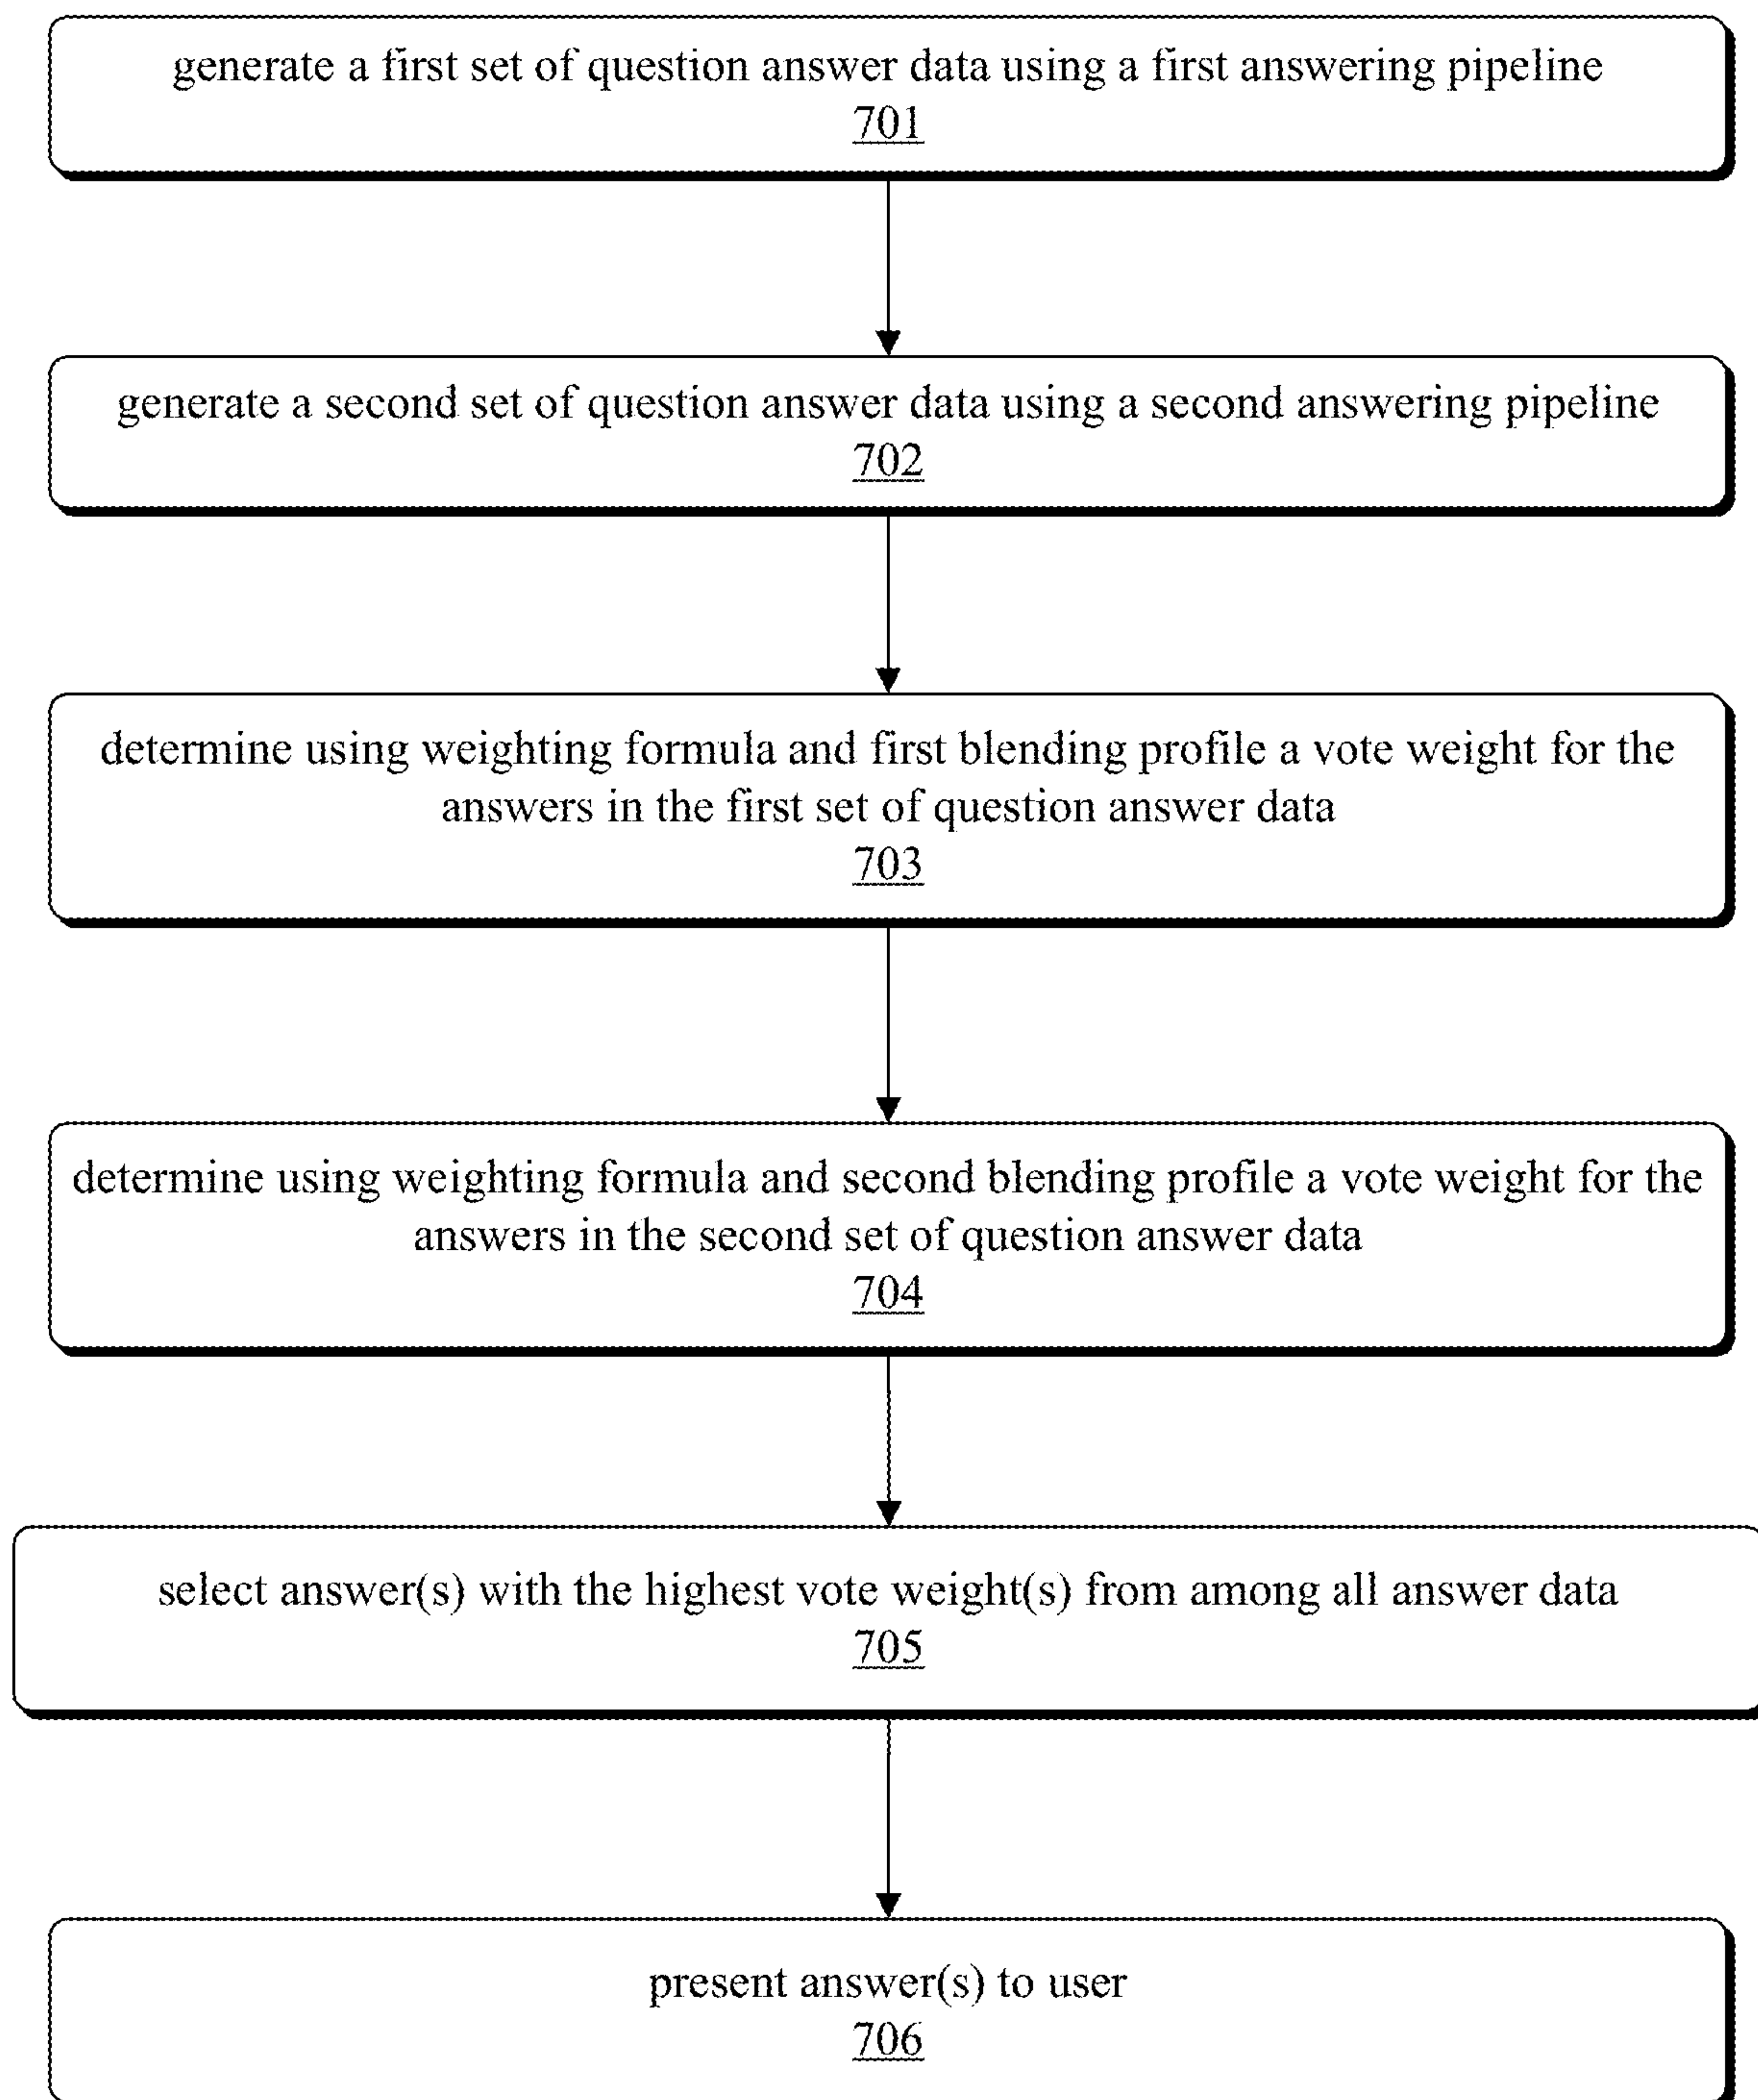 generate a first set of question answer data using a first answering pipeline
701
generate a second set of question answer data using a second answering pipeline
702
determine using weighting formula and first blending profile a vote weight for the
answers in the first set of question answer data
703
determine using weighting formula and second blending profile a vote weight for the
answers in the second set of question answer data
704
select answer(s) with the highest vote weight(s) from among all answer data
705
present answer(s) to user
706